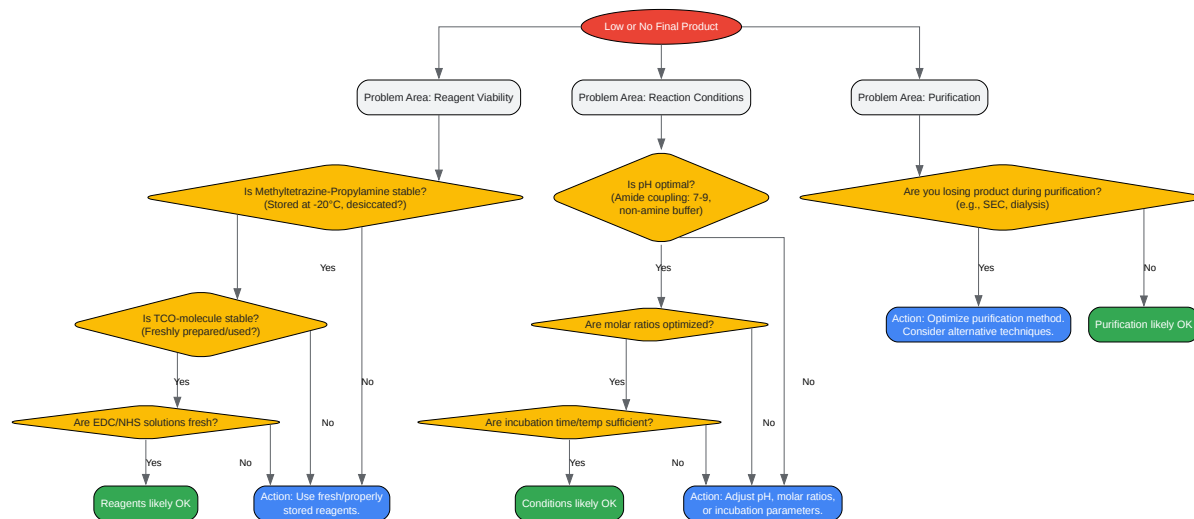 Low or No Final Product
Problem Area: Reagent Viability
Problem Area: Reaction Conditions
Problem Area: Purification
Is Methyltetrazine-Propylamine stable?
(Stored at -20°C, desiccated?)
Is pH optimal?
(Amide coupling: 7-9,
non-amine buffer)
Are you losing product during purification?
(e.g., SEC, dialysis)
Yes
Yes
Yes
No
Is TCO-molecule stable?
(Freshly prepared/used?)
Are molar ratios optimized?
Action: Optimize purification method.
Consider alternative techniques.
Purification likely OK
Yes
No
Yes
No
Are EDC/NHS solutions fresh?
No
Are incubation time/temp sufficient?
No
Yes
No
Yes
No
Reagents likely OK
Action: Use fresh/properly
stored reagents.
Conditions likely OK
Action: Adjust pH, molar ratios,
or incubation parameters.